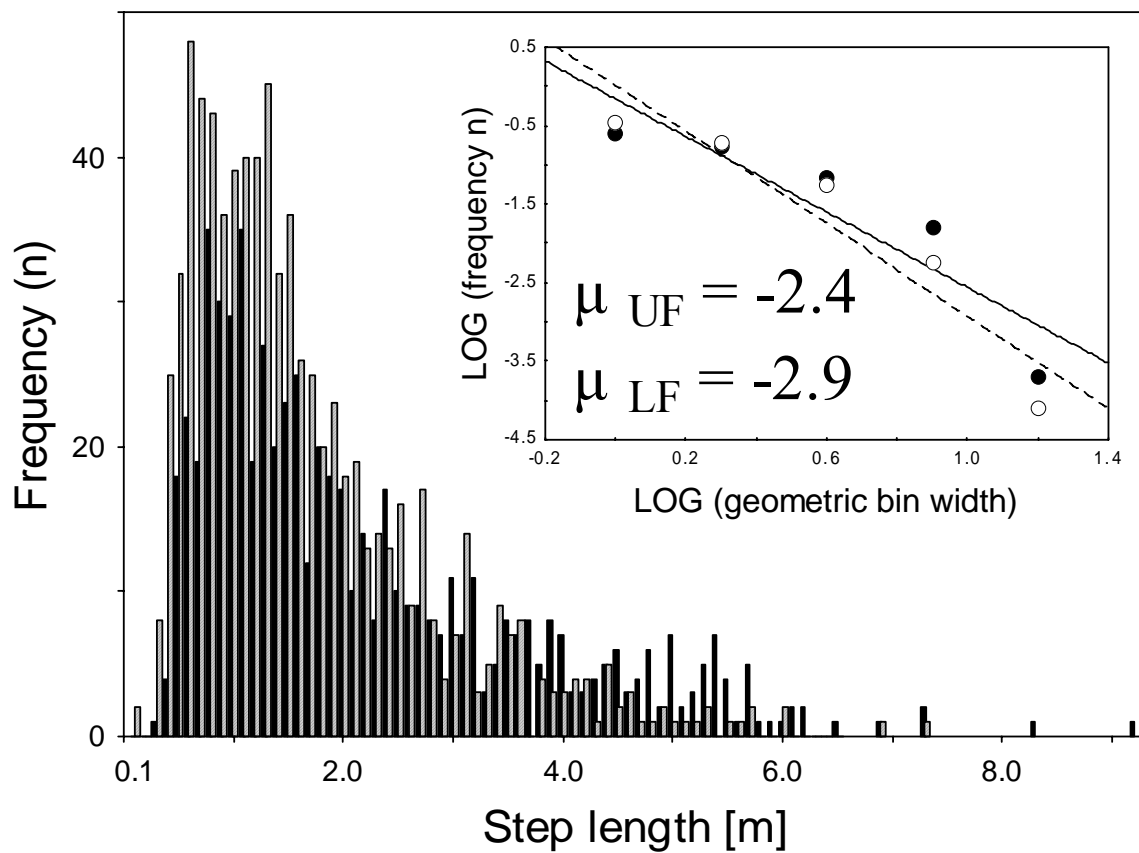 Frequency (n)
40
20
0
0.1 2.0 4.0 6.0 8.0
Step length [m]
LOG (frequency n)
0.5
-0.5
-1.5
-2.5
-3.5
-4.5
μ UF = -2.4
μ LF = -2.9
-0.2 0.2 0.6 1.0 1.4
LOG (geometric bin width)